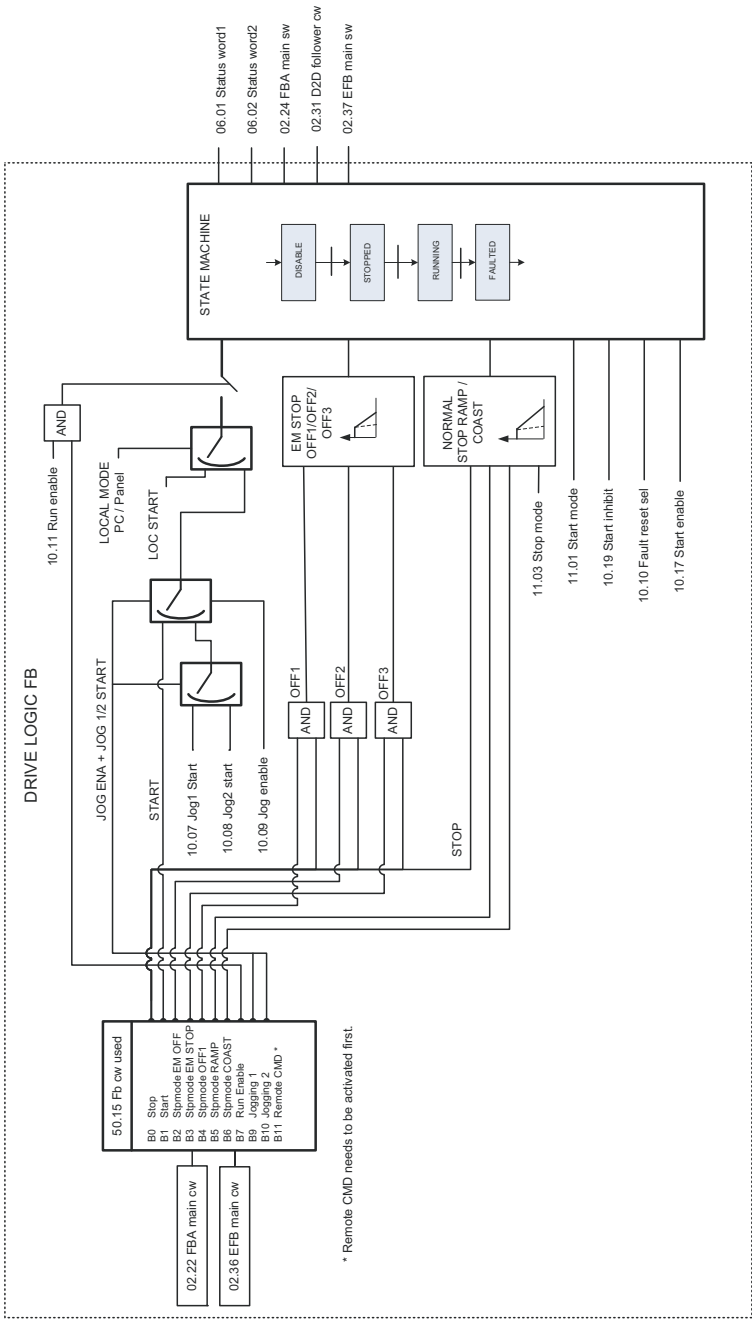 DRIVE LOGIC FB
50.15 Fb cw used
B0 Stop
B1 Start
B2 Stpmode EM OFF
B3 Stpmode EM STOP
B4 Stpmode OFF1
B5 Stpmode RAMP
B6 Stpmode COAST
B7 Run Enable
B9 Jogging 1
B10 Jogging 2
B11 Remote CMD *
02.22 FBA main cw
02.36 EFB main cw
* Remote CMD needs to be activated first.
JOG ENA + JOG 1/2 START
START
10.07 Jog1 Start
10.08 Jog2 start
10.09 Jog enable
AND
OFF1
AND
OFF2
AND
OFF3
STOP
10.11 Run enable
AND
LOCAL MODE
PC / Panel
LOC START
EM STOP
OFF1/OFF2/
OFF3
NORMAL
STOP RAMP /
COAST
11.03 Stop mode
11.01 Start mode
10.19 Start inhibit
10.10 Fault reset sel
10.17 Start enable
STATE MACHINE
DISABLE
STOPPED
RUNNING
FAULTED
06.01 Status word1
06.02 Status word2
02.24 FBA main sw
02.31 D2D follower cw
02.37 EFB main sw